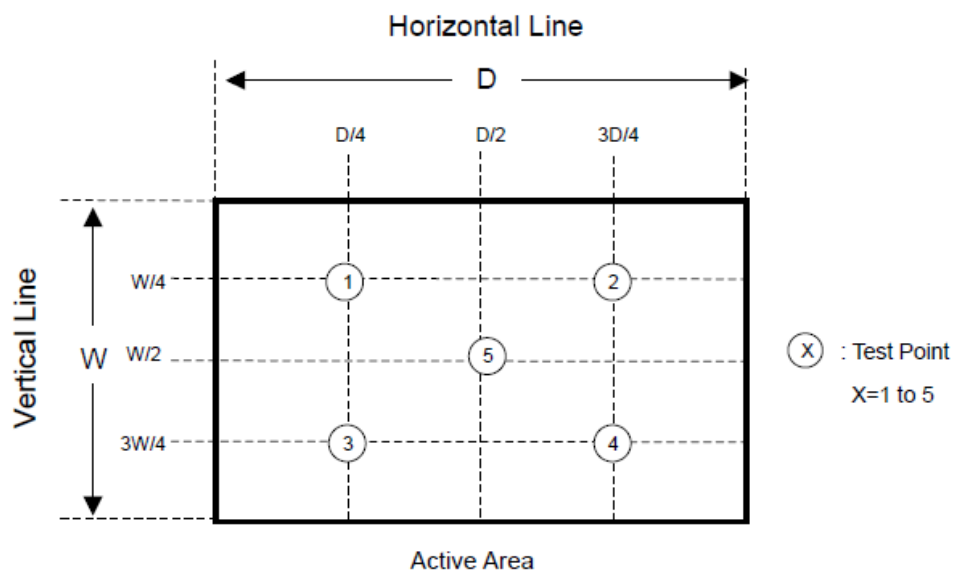 Horizontal Line
D
D/4
D/2
3D/4
W/4
1
2
Vertical Line
W
W/2
5
X
: Test Point
X=1 to 5
3W/4
3
4
Active Area